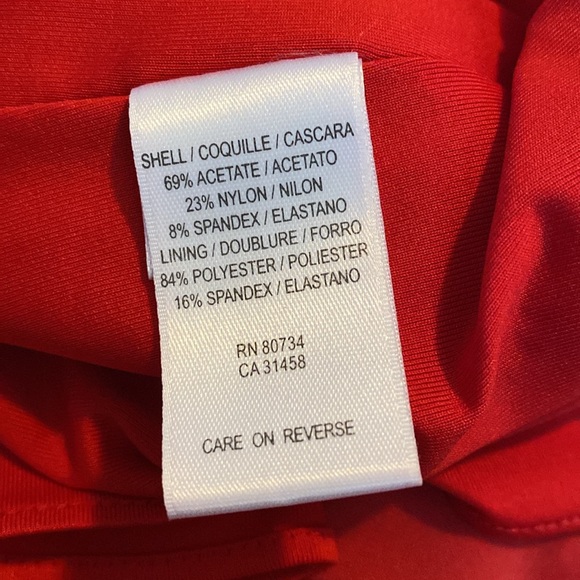 SHELL / COQUILLE / CASCARA
69% ACETATE / ACETATO
23% NYLON / NILON
8% SPANDEX / ELASTANO
LINING / DOUBLURE / FORRO
84% POLYESTER / POLIESTER
16% SPANDEX / ELASTANO
RN 80734
CA 31458
CARE ON REVERSE